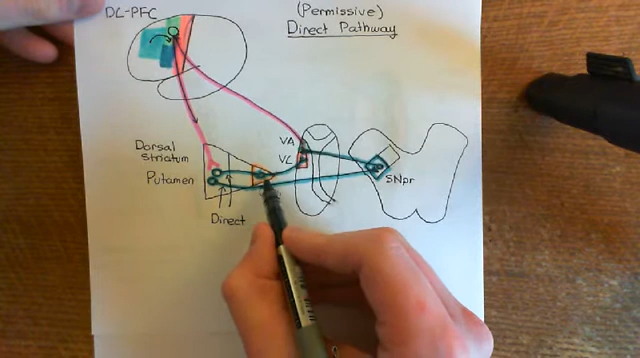 DL-PFC
(Permissive)
Direct Pathway
Dorsal
Striatum
Putamen
VA
VL
SNpr
Direct